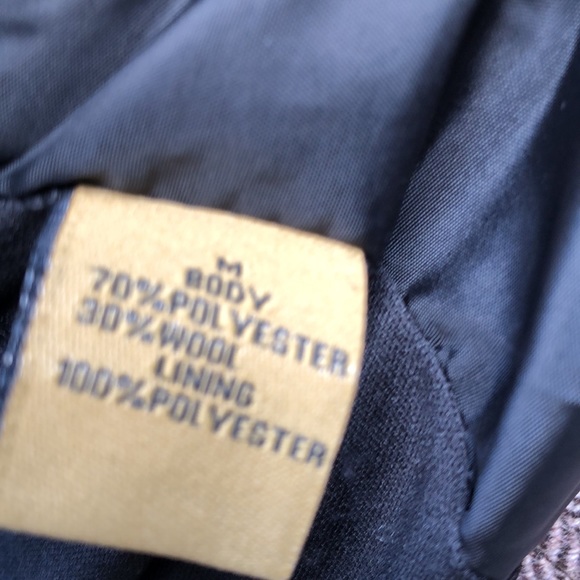 M
BODY
70%POLYESTER
30%WOOL
LINING
100%POLYESTER